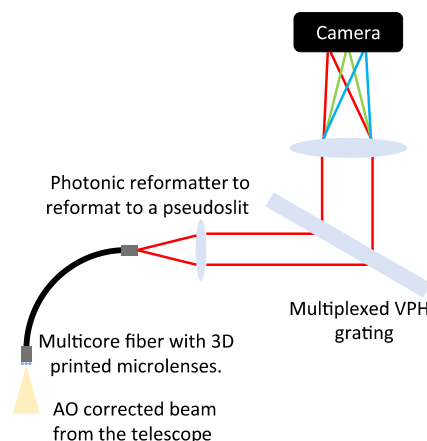 Camera
Photonic reformatter to
reformat to a pseudoslit
Multiplexed VPH
grating
Multicore fiber with 3D
printed microlenses.
AO corrected beam
from the telescope